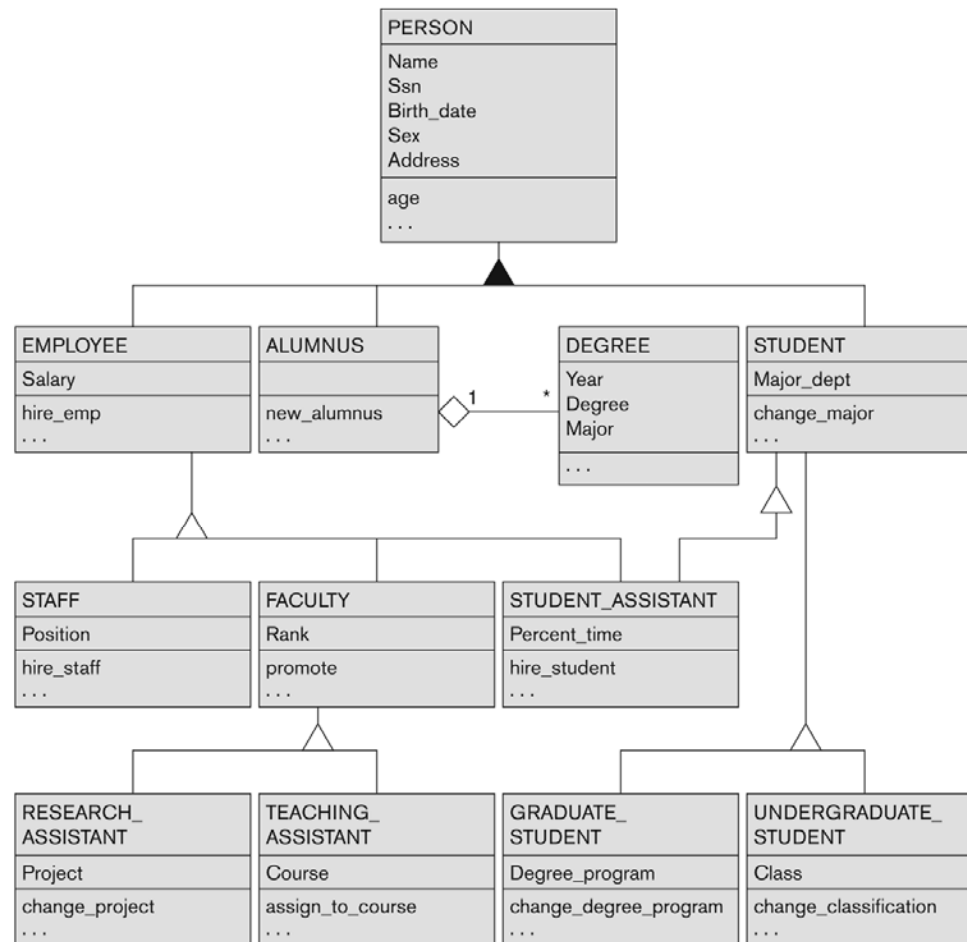 PERSON
Name
Ssn
Birth_date
Sex
Address
age
. . .
EMPLOYEE
Salary
hire_emp
. . .
ALUMNUS
new_alumnus
. . .
1
*
DEGREE
Year
Degree
Major
. . .
STUDENT
Major_dept
change_major
. . .
STAFF
Position
hire_staff
. . .
FACULTY
Rank
promote
. . .
STUDENT_ASSISTANT
Percent_time
hire_student
. . .
RESEARCH_
ASSISTANT
Project
change_project
. . .
TEACHING_
ASSISTANT
Course
assign_to_course
. . .
GRADUATE_
STUDENT
Degree_program
change_degree_program
. . .
UNDERGRADUATE_
STUDENT
Class
change_classification
. . .